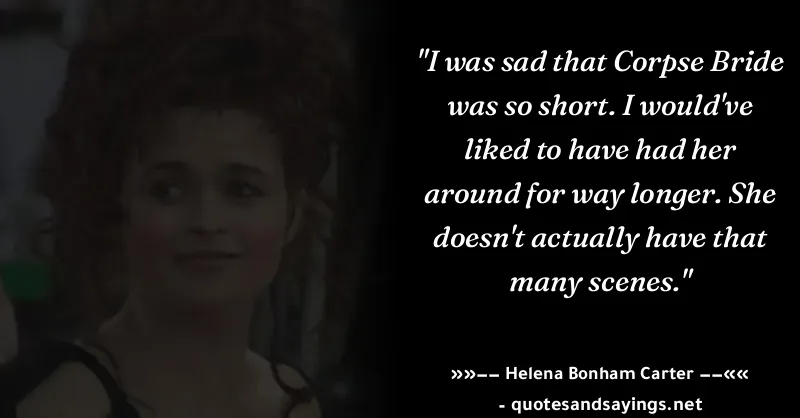 "I was sad that Corpse Bride
was so short. I would've
liked to have had her
around for way longer. She
doesn't actually have that
many scenes."
»»−− Helena Bonham Carter −−««
- quotesandsayings.net